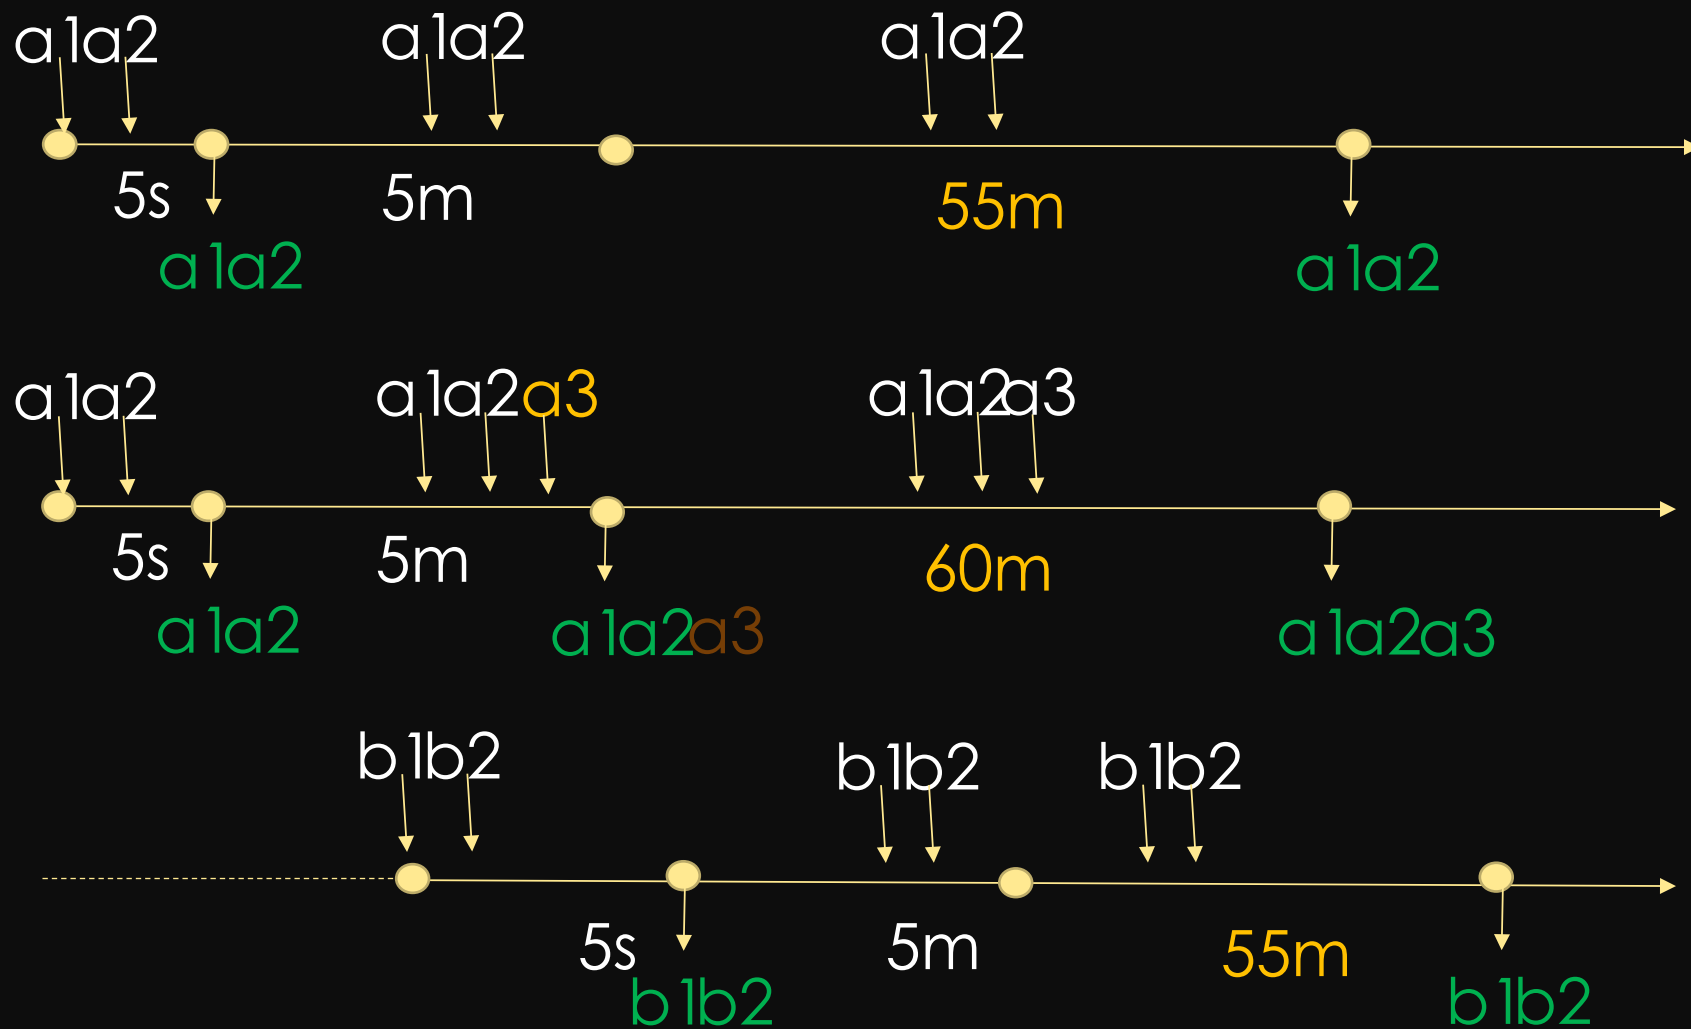 a1a2 a1a2 a1a2
5s 5m 55m
a1a2 a1a2
a1a2 a1a2a3 a1a2a3
5s 5m 60m
a1a2 a1a2a3 a1a2a3
b1b2 b1b2 b1b2
5s 5m 55m
b1b2 b1b2